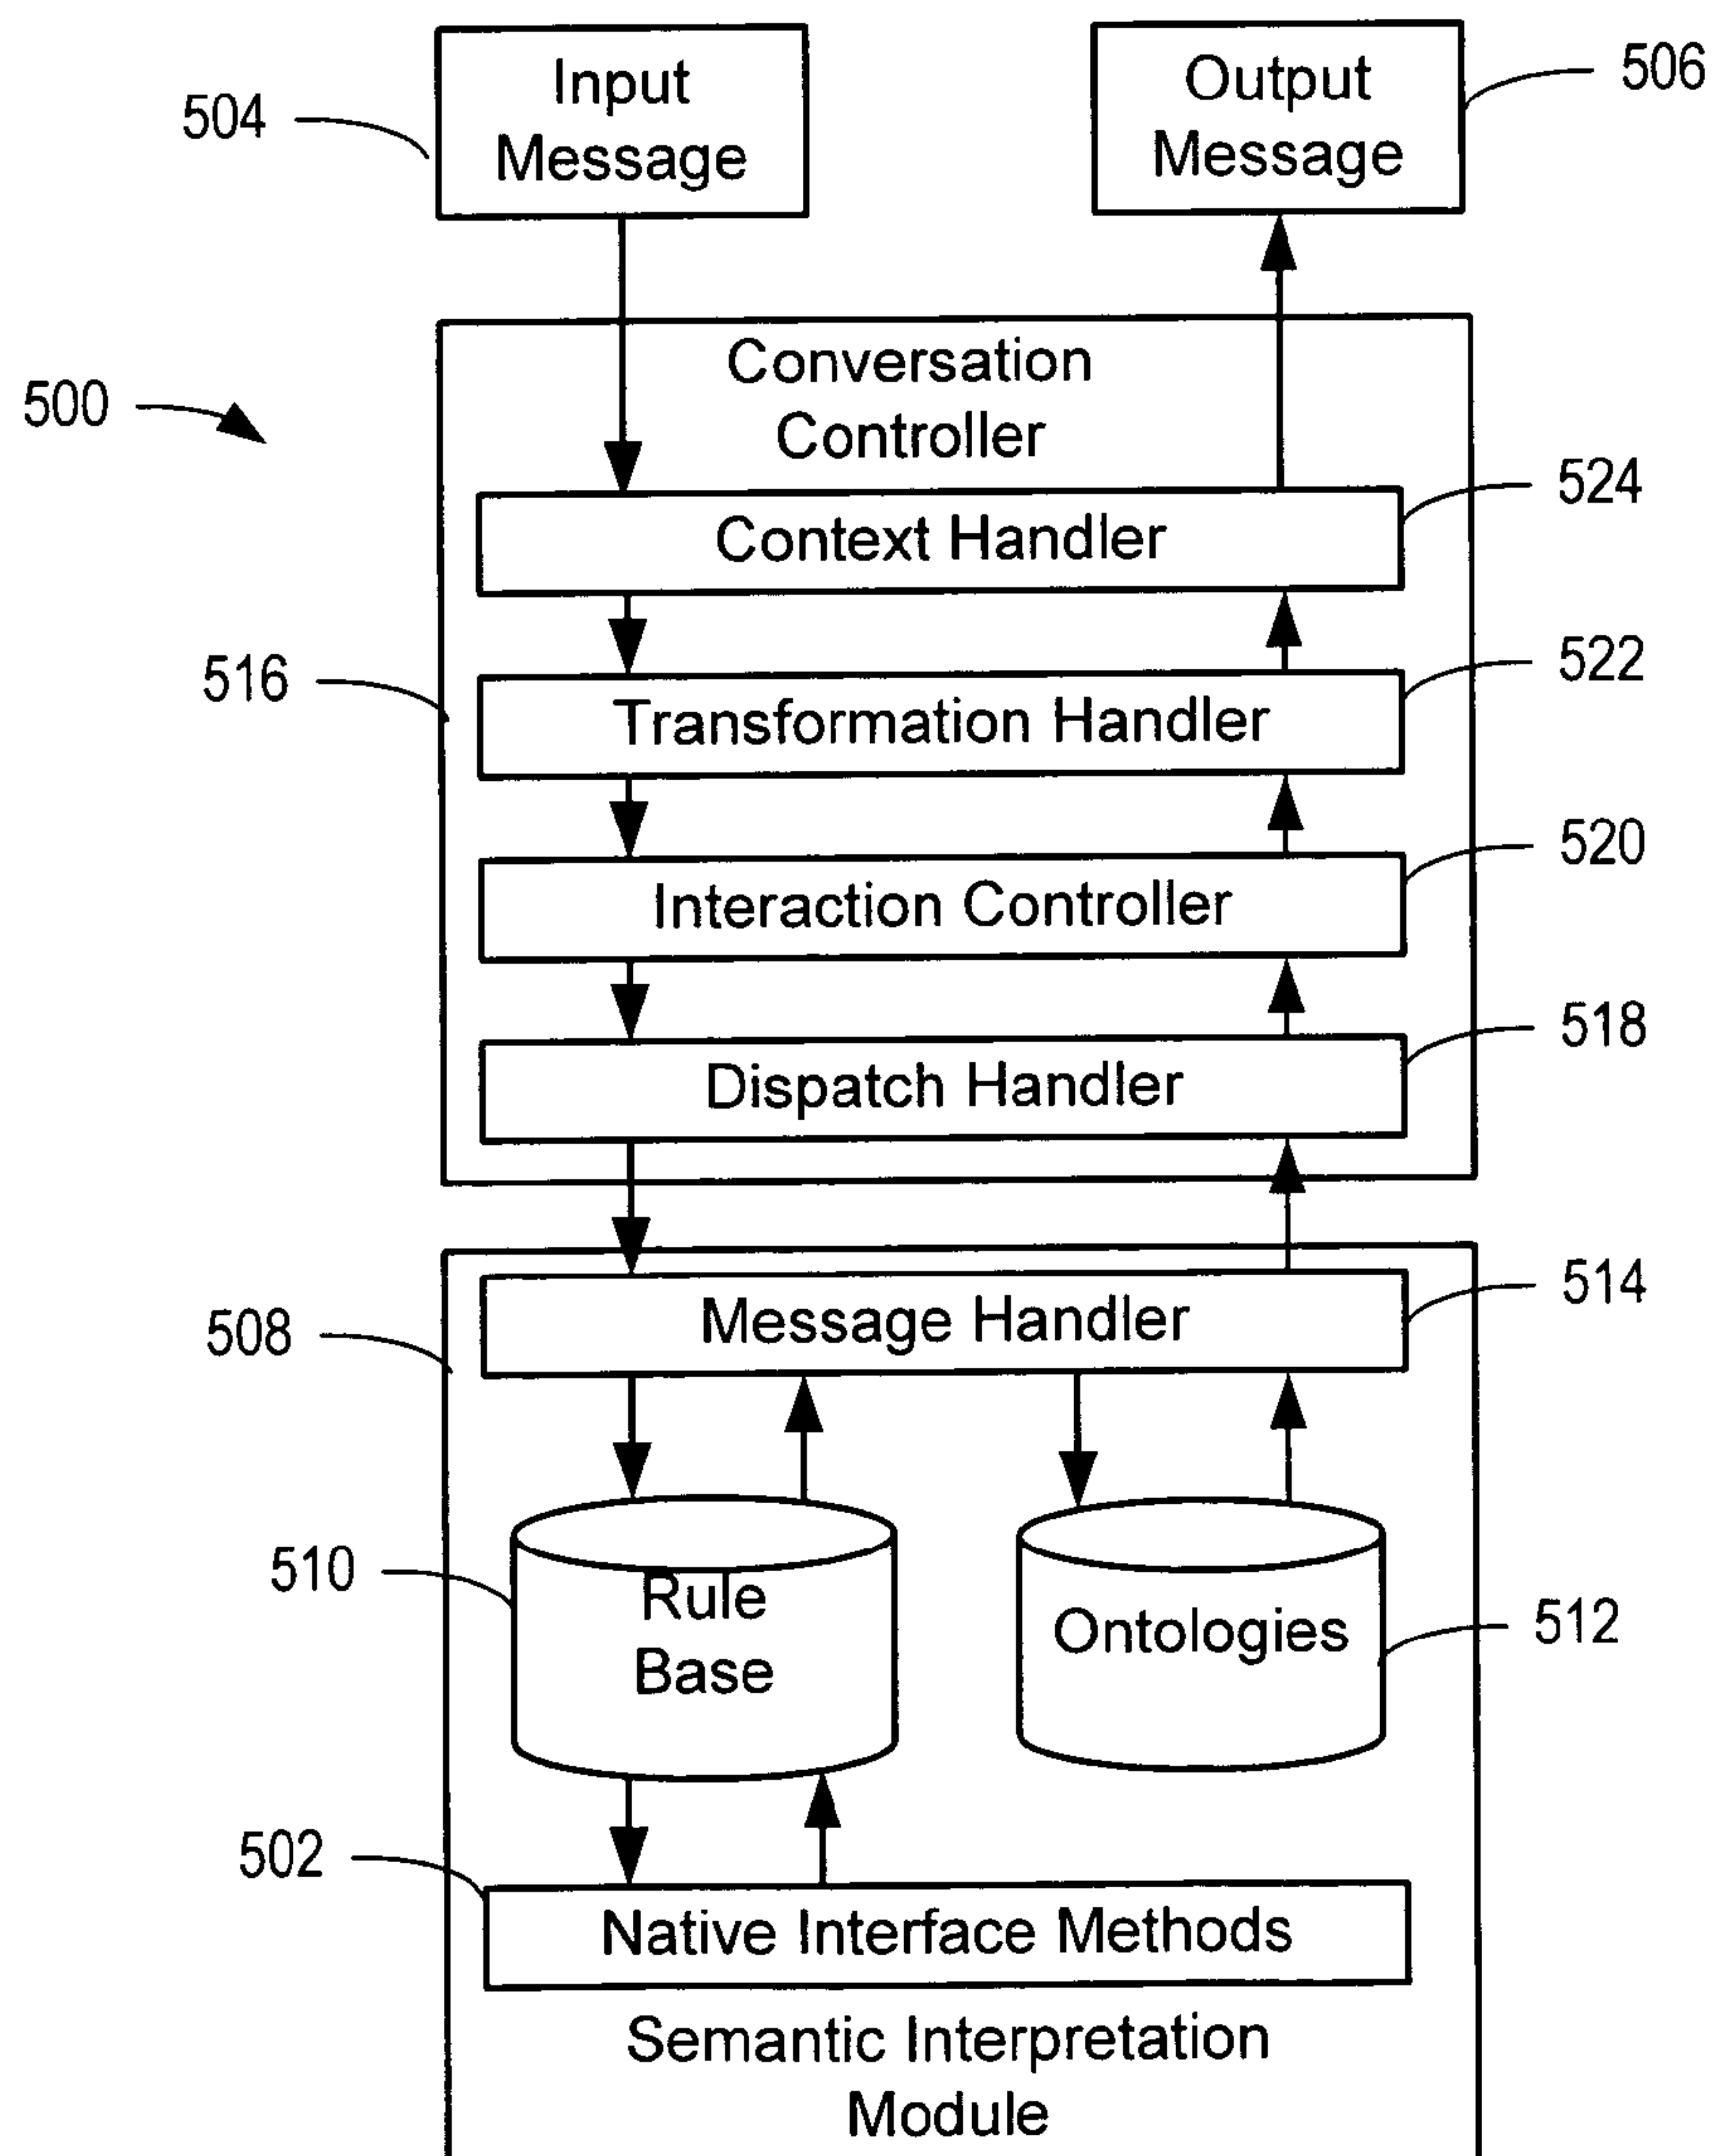 Input
Message
Output
Message
504
506
500
Conversation
Controller
524
Context Handler
516
522
Transformation Handler
520
Interaction Controller
518
Dispatch Handler
508
514
Message Handler
510
Rule
Base
Ontologies
512
502
Native Interface Methods
Semantic Interpretation
Module